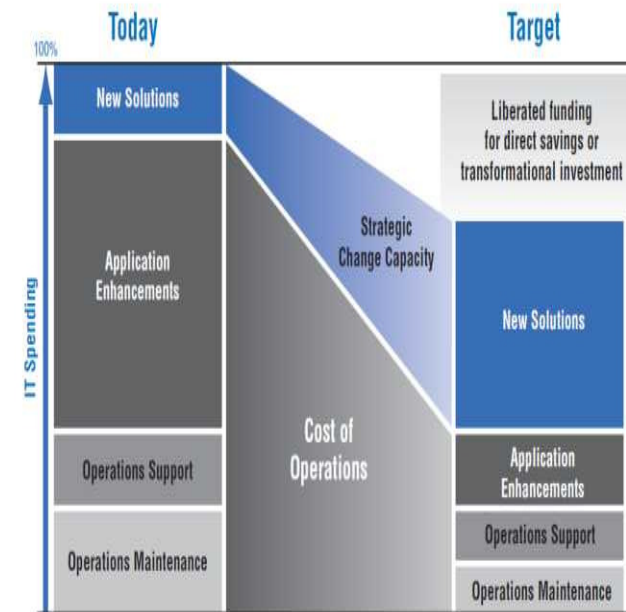 Today
Target
100%
New Solutions
Liberated funding
for direct savings or
transformational investment
Strategic
Change Capacity
Application
Enhancements
New Solutions
IT Spending
Cost of
Operations
Operations Support
Application
Enhancements
Operations Support
Operations Maintenance
Operations Maintenance